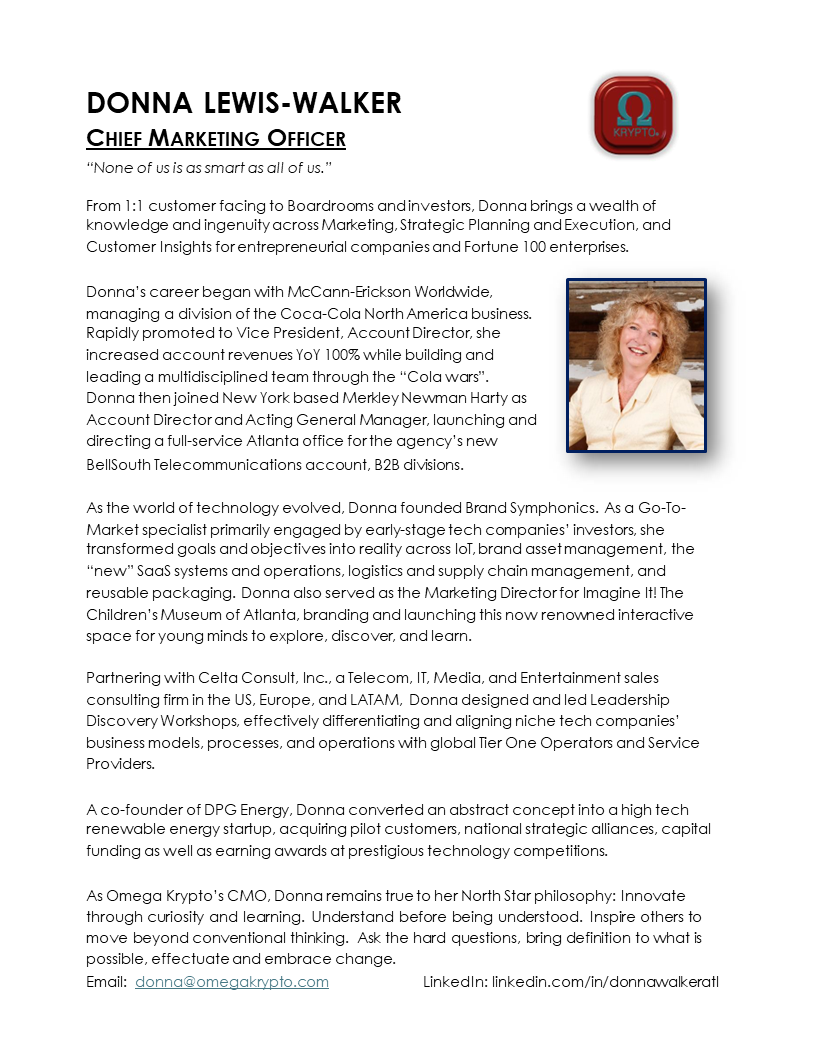 DONNA LEWIS-WALKER
CHIEF MARKETING OFFICER
“None of us is as smart as all of us.”
Ω
KRYPTO
From 1:1 customer facing to Boardrooms and investors, Donna brings a wealth of
knowledge and ingenuity across Marketing, Strategic Planning and Execution, and
Customer Insights for entrepreneurial companies and Fortune 100 enterprises.
Donna’s career began with McCann-Erickson Worldwide,
managing a division of the Coca-Cola North America business.
Rapidly promoted to Vice President, Account Director, she
increased account revenues YoY 100% while building and
leading a multidisciplined team through the “Cola wars”.
Donna then joined New York based Merkley Newman Harty as
Account Director and Acting General Manager, launching and
directing a full-service Atlanta office for the agency’s new
BellSouth Telecommunications account, B2B divisions.
As the world of technology evolved, Donna founded Brand Symphonics. As a Go-To-
Market specialist primarily engaged by early-stage tech companies’ investors, she
transformed goals and objectives into reality across IoT, brand asset management, the
“new” SaaS systems and operations, logistics and supply chain management, and
reusable packaging. Donna also served as the Marketing Director for Imagine It! The
Children’s Museum of Atlanta, branding and launching this now renowned interactive
space for young minds to explore, discover, and learn.
Partnering with Celta Consult, Inc., a Telecom, IT, Media, and Entertainment sales
consulting firm in the US, Europe, and LATAM, Donna designed and led Leadership
Discovery Workshops, effectively differentiating and aligning niche tech companies’
business models, processes, and operations with global Tier One Operators and Service
Providers.
A co-founder of DPG Energy, Donna converted an abstract concept into a high tech
renewable energy startup, acquiring pilot customers, national strategic alliances, capital
funding as well as earning awards at prestigious technology competitions.
As Omega Krypto’s CMO, Donna remains true to her North Star philosophy: Innovate
through curiosity and learning. Understand before being understood. Inspire others to
move beyond conventional thinking. Ask the hard questions, bring definition to what is
possible, effectuate and embrace change.
Email: donna@omegakrypto.com LinkedIn: linkedin.com/in/donnawalkeratl